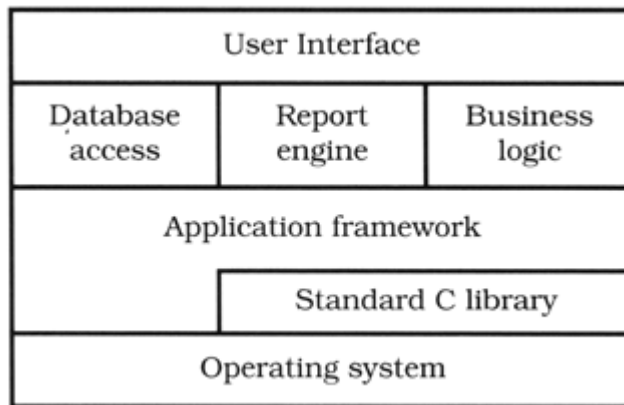 User Interface
Database
access
Report
engine
Business
logic
Application framework
Standard C library
Operating system